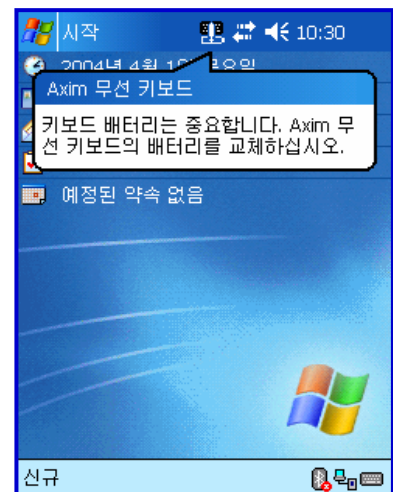 시작 10:30
2004년 4월 1일
Axim 무선 키보드
키보드 배터리는 중요합니다. Axim 무
선 키보드의 배터리를 교체하십시오.
예정된 약속 없음
신규